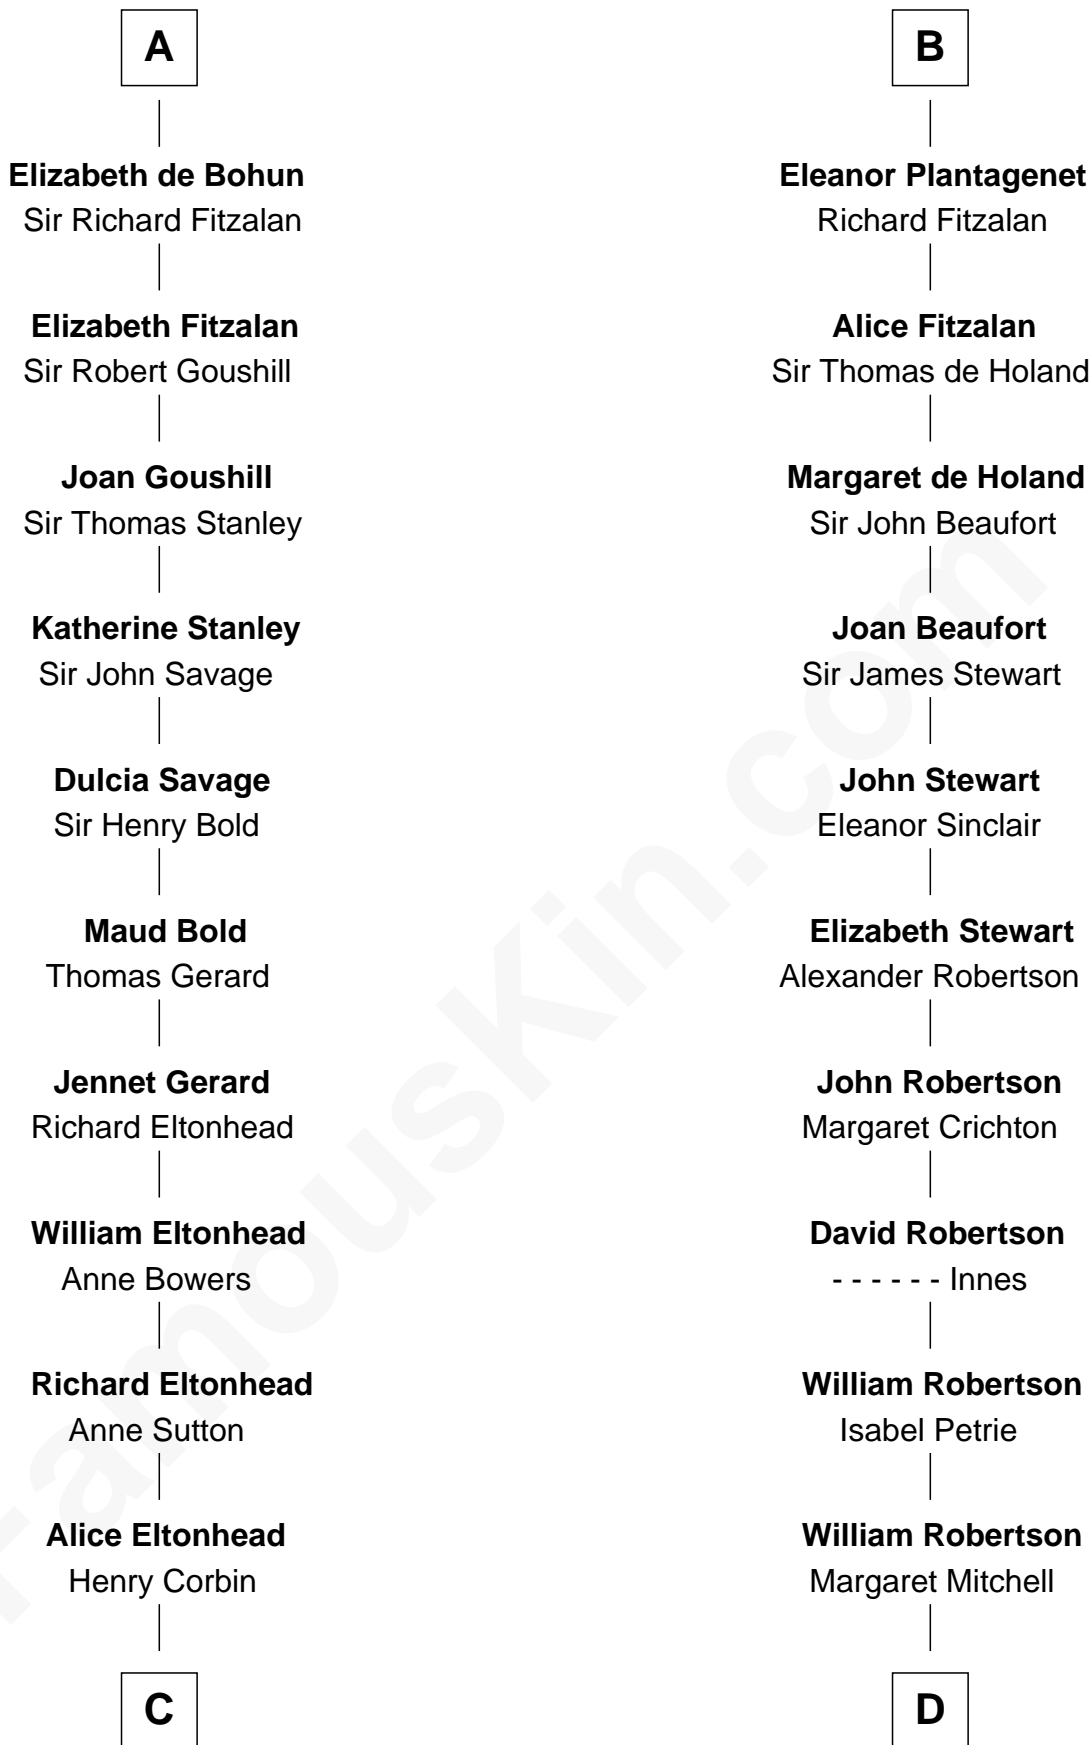 A
Elizabeth de Bohun
Sir Richard Fitzalan
Elizabeth Fitzalan
Sir Robert Goushill
Joan Goushill
Sir Thomas Stanley
Katherine Stanley
Sir John Savage
Dulcia Savage
Sir Henry Bold
Maud Bold
Thomas Gerard
Jennet Gerard
Richard Eltonhead
William Eltonhead
Anne Bowers
Richard Eltonhead
Anne Sutton
Alice Eltonhead
Henry Corbin
C
B
Eleanor Plantagenet
Richard Fitzalan
Alice Fitzalan
Sir Thomas de Holand
Margaret de Holand
Sir John Beaufort
Joan Beaufort
Sir James Stewart
John Stewart
Eleanor Sinclair
Elizabeth Stewart
Alexander Robertson
John Robertson
Margaret Crichton
David Robertson
- - - - - - Innes
William Robertson
Isabel Petrie
William Robertson
Margaret Mitchell
D
FamousKin.com